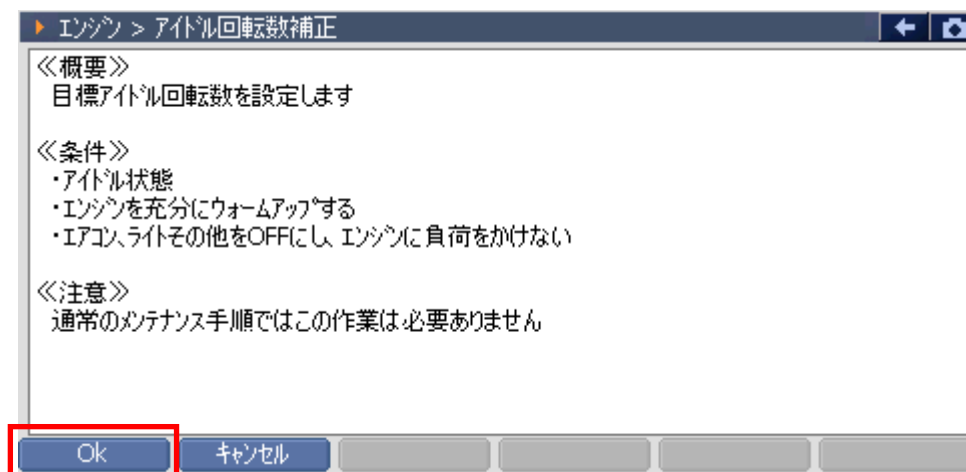 エンジン > アイドル回転数補正
≪概要≫
目標アイドル回転数を設定します
≪条件≫
・アイドル状態
・エンジンを充分にウォームアップする
・エアコン、ライトその他をOFFにし、エンジンに負荷をかけない
≪注意≫
通常のメンテナンス手順ではこの作業は必要ありません
Ok
キャンセル